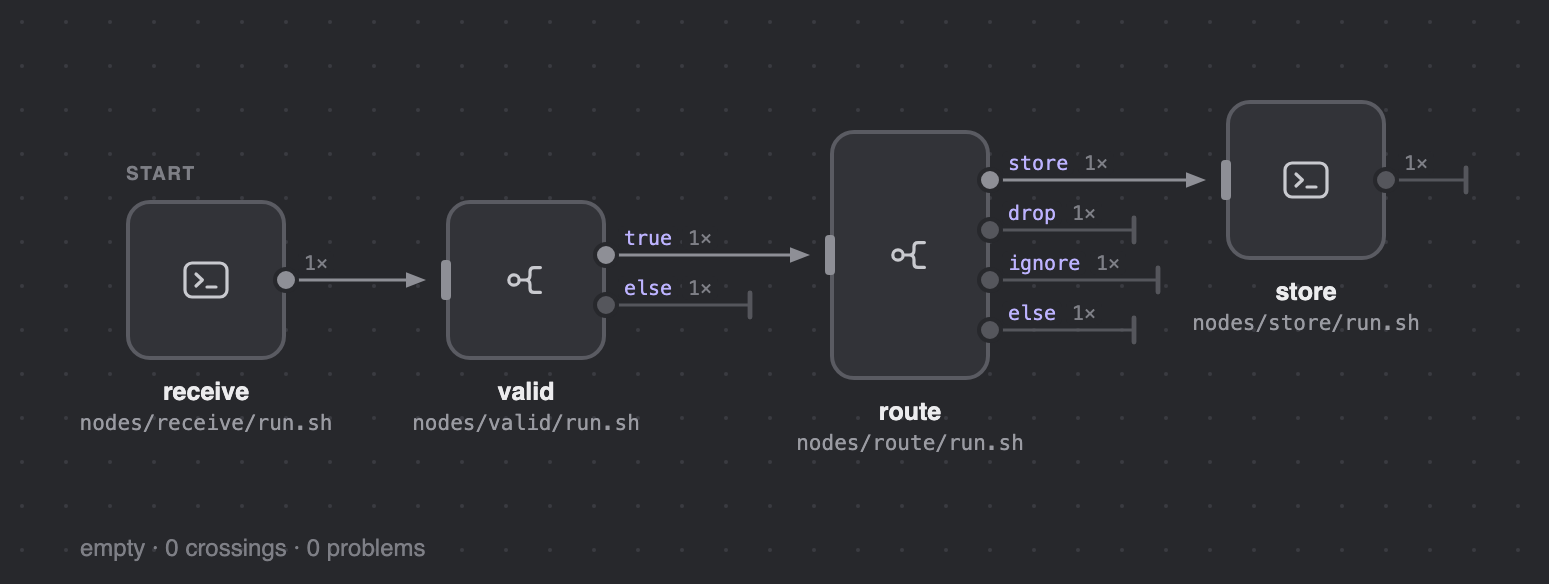 START
1×
receive
nodes/receive/run.sh
true 1×
else 1×
valid
nodes/valid/run.sh
store 1×
drop 1×
ignore 1×
else 1×
route
nodes/route/run.sh
1×
store
nodes/store/run.sh
empty · 0 crossings · 0 problems